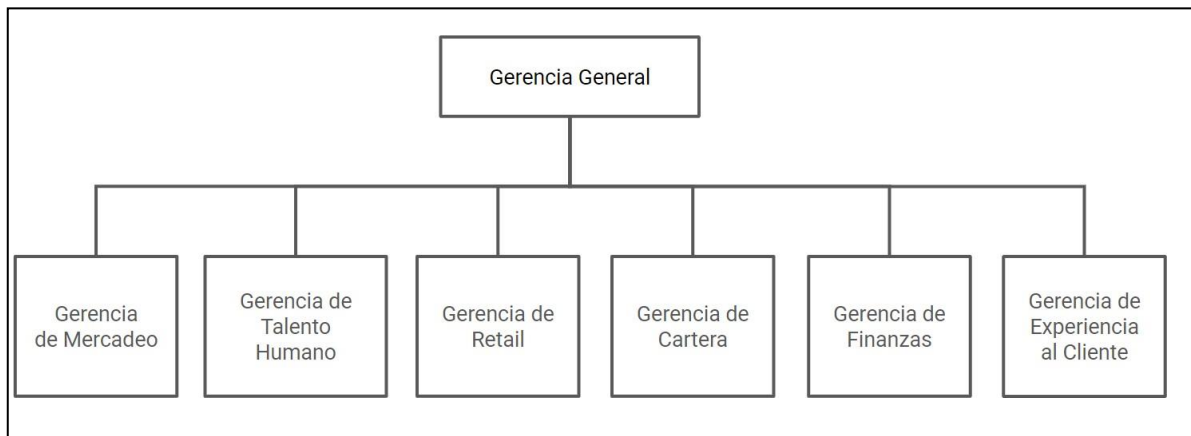 Gerencia General
Gerencia
de Mercadeo
Gerencia de
Talento
Humano
Gerencia de
Retail
Gerencia de
Cartera
Gerencia de
Finanzas
Gerencia de
Experiencia
al Cliente